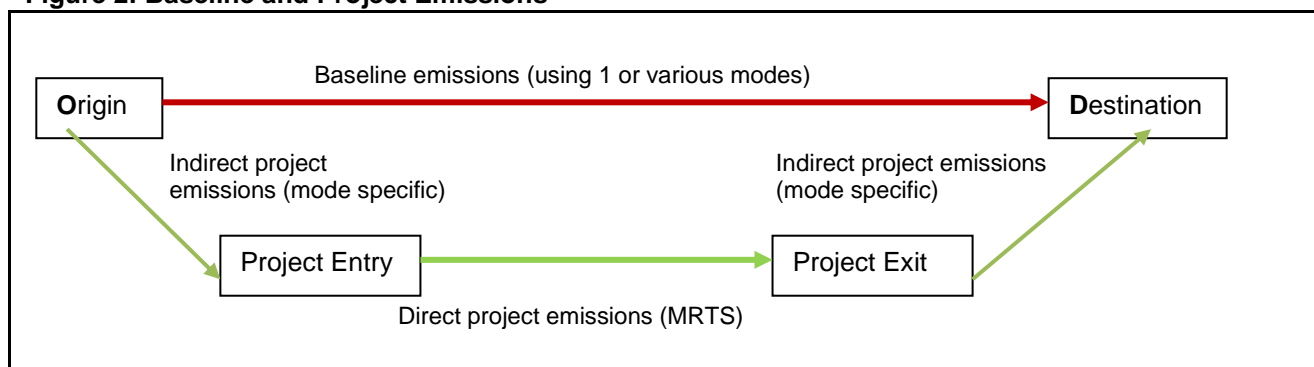 Figure 2: Baseline and Project Emissions
Baseline emissions (using 1 or various modes)
Origin
Destination
Indirect project
emissions (mode specific)
Indirect project emissions
(mode specific)
Project Entry
Project Exit
Direct project emissions (MRTS)